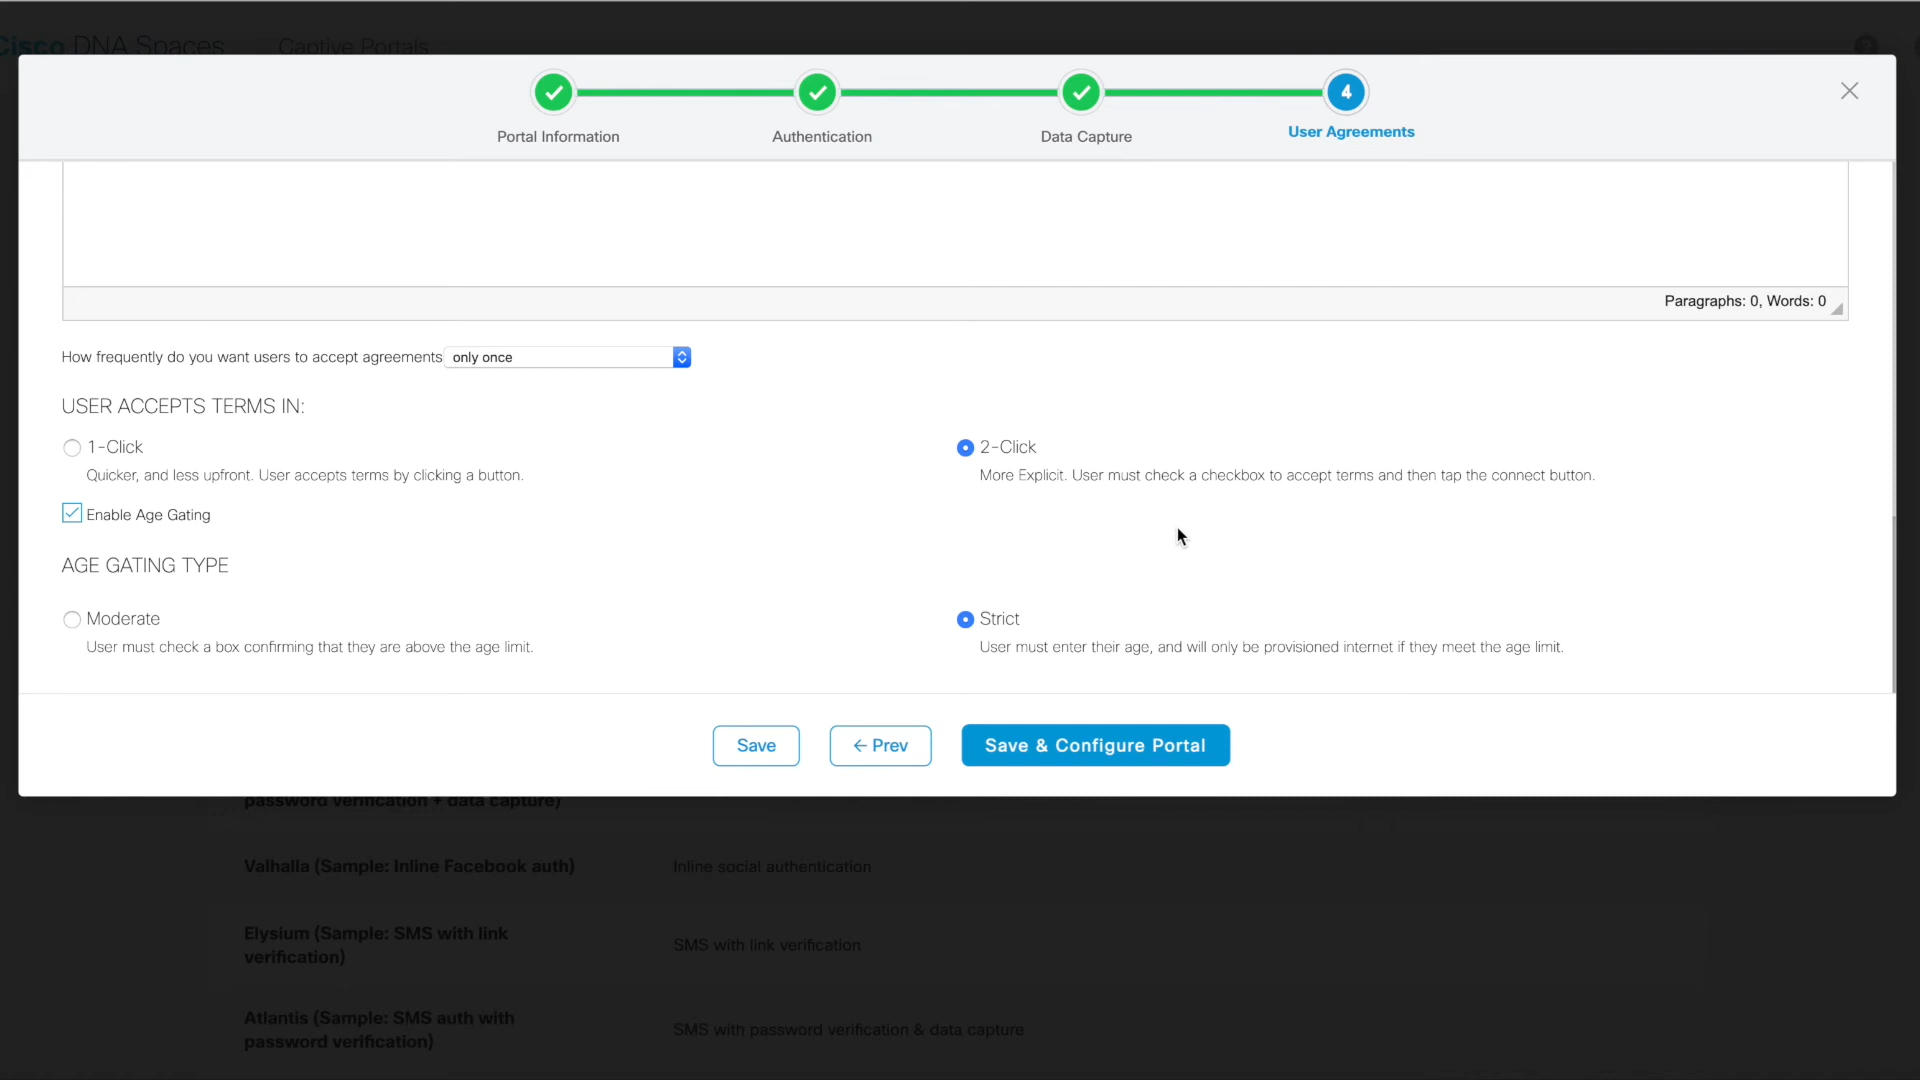 Cisco DNA Spaces Captive Portals
4
Portal Information Authentication Data Capture User Agreements
Paragraphs: 0, Words: 0
How frequently do you want users to accept agreements only once
USER ACCEPTS TERMS IN:
1-Click 2-Click
Quicker, and less upfront. User accepts terms by clicking a button. More Explicit. User must check a checkbox to accept terms and then tap the connect button.
Enable Age Gating
AGE GATING TYPE
Moderate Strict
User must check a box confirming that they are above the age limit. User must enter their age, and will only be provisioned internet if they meet the age limit.
Save ← Prev Save & Configure Portal
password verification + data capture)
Valhalla (Sample: Inline Facebook auth) Inline social authentication
Elysium (Sample: SMS with link
verification) SMS with link verification
Atlantis (Sample: SMS auth with
password verification) SMS with password verification & data capture